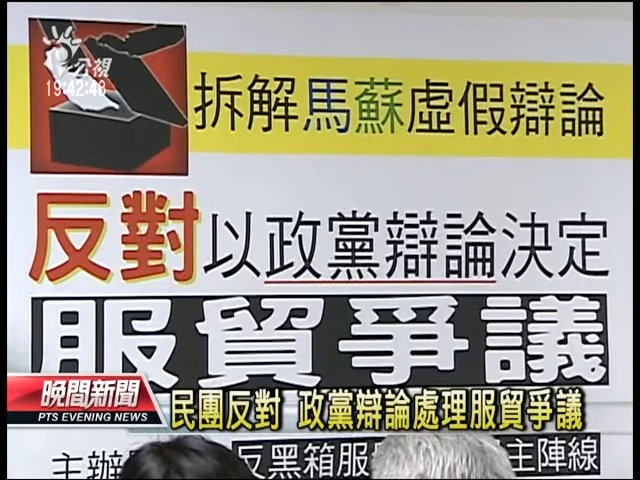 公視
19:42:48
拆解馬蘇虛假辯論
反對以政黨辯論決定
服貿爭議
晚間新聞
PTS EVENING NEWS
民團反對 政黨辯論處理服貿爭議
主辦
反黑箱服
主陣線